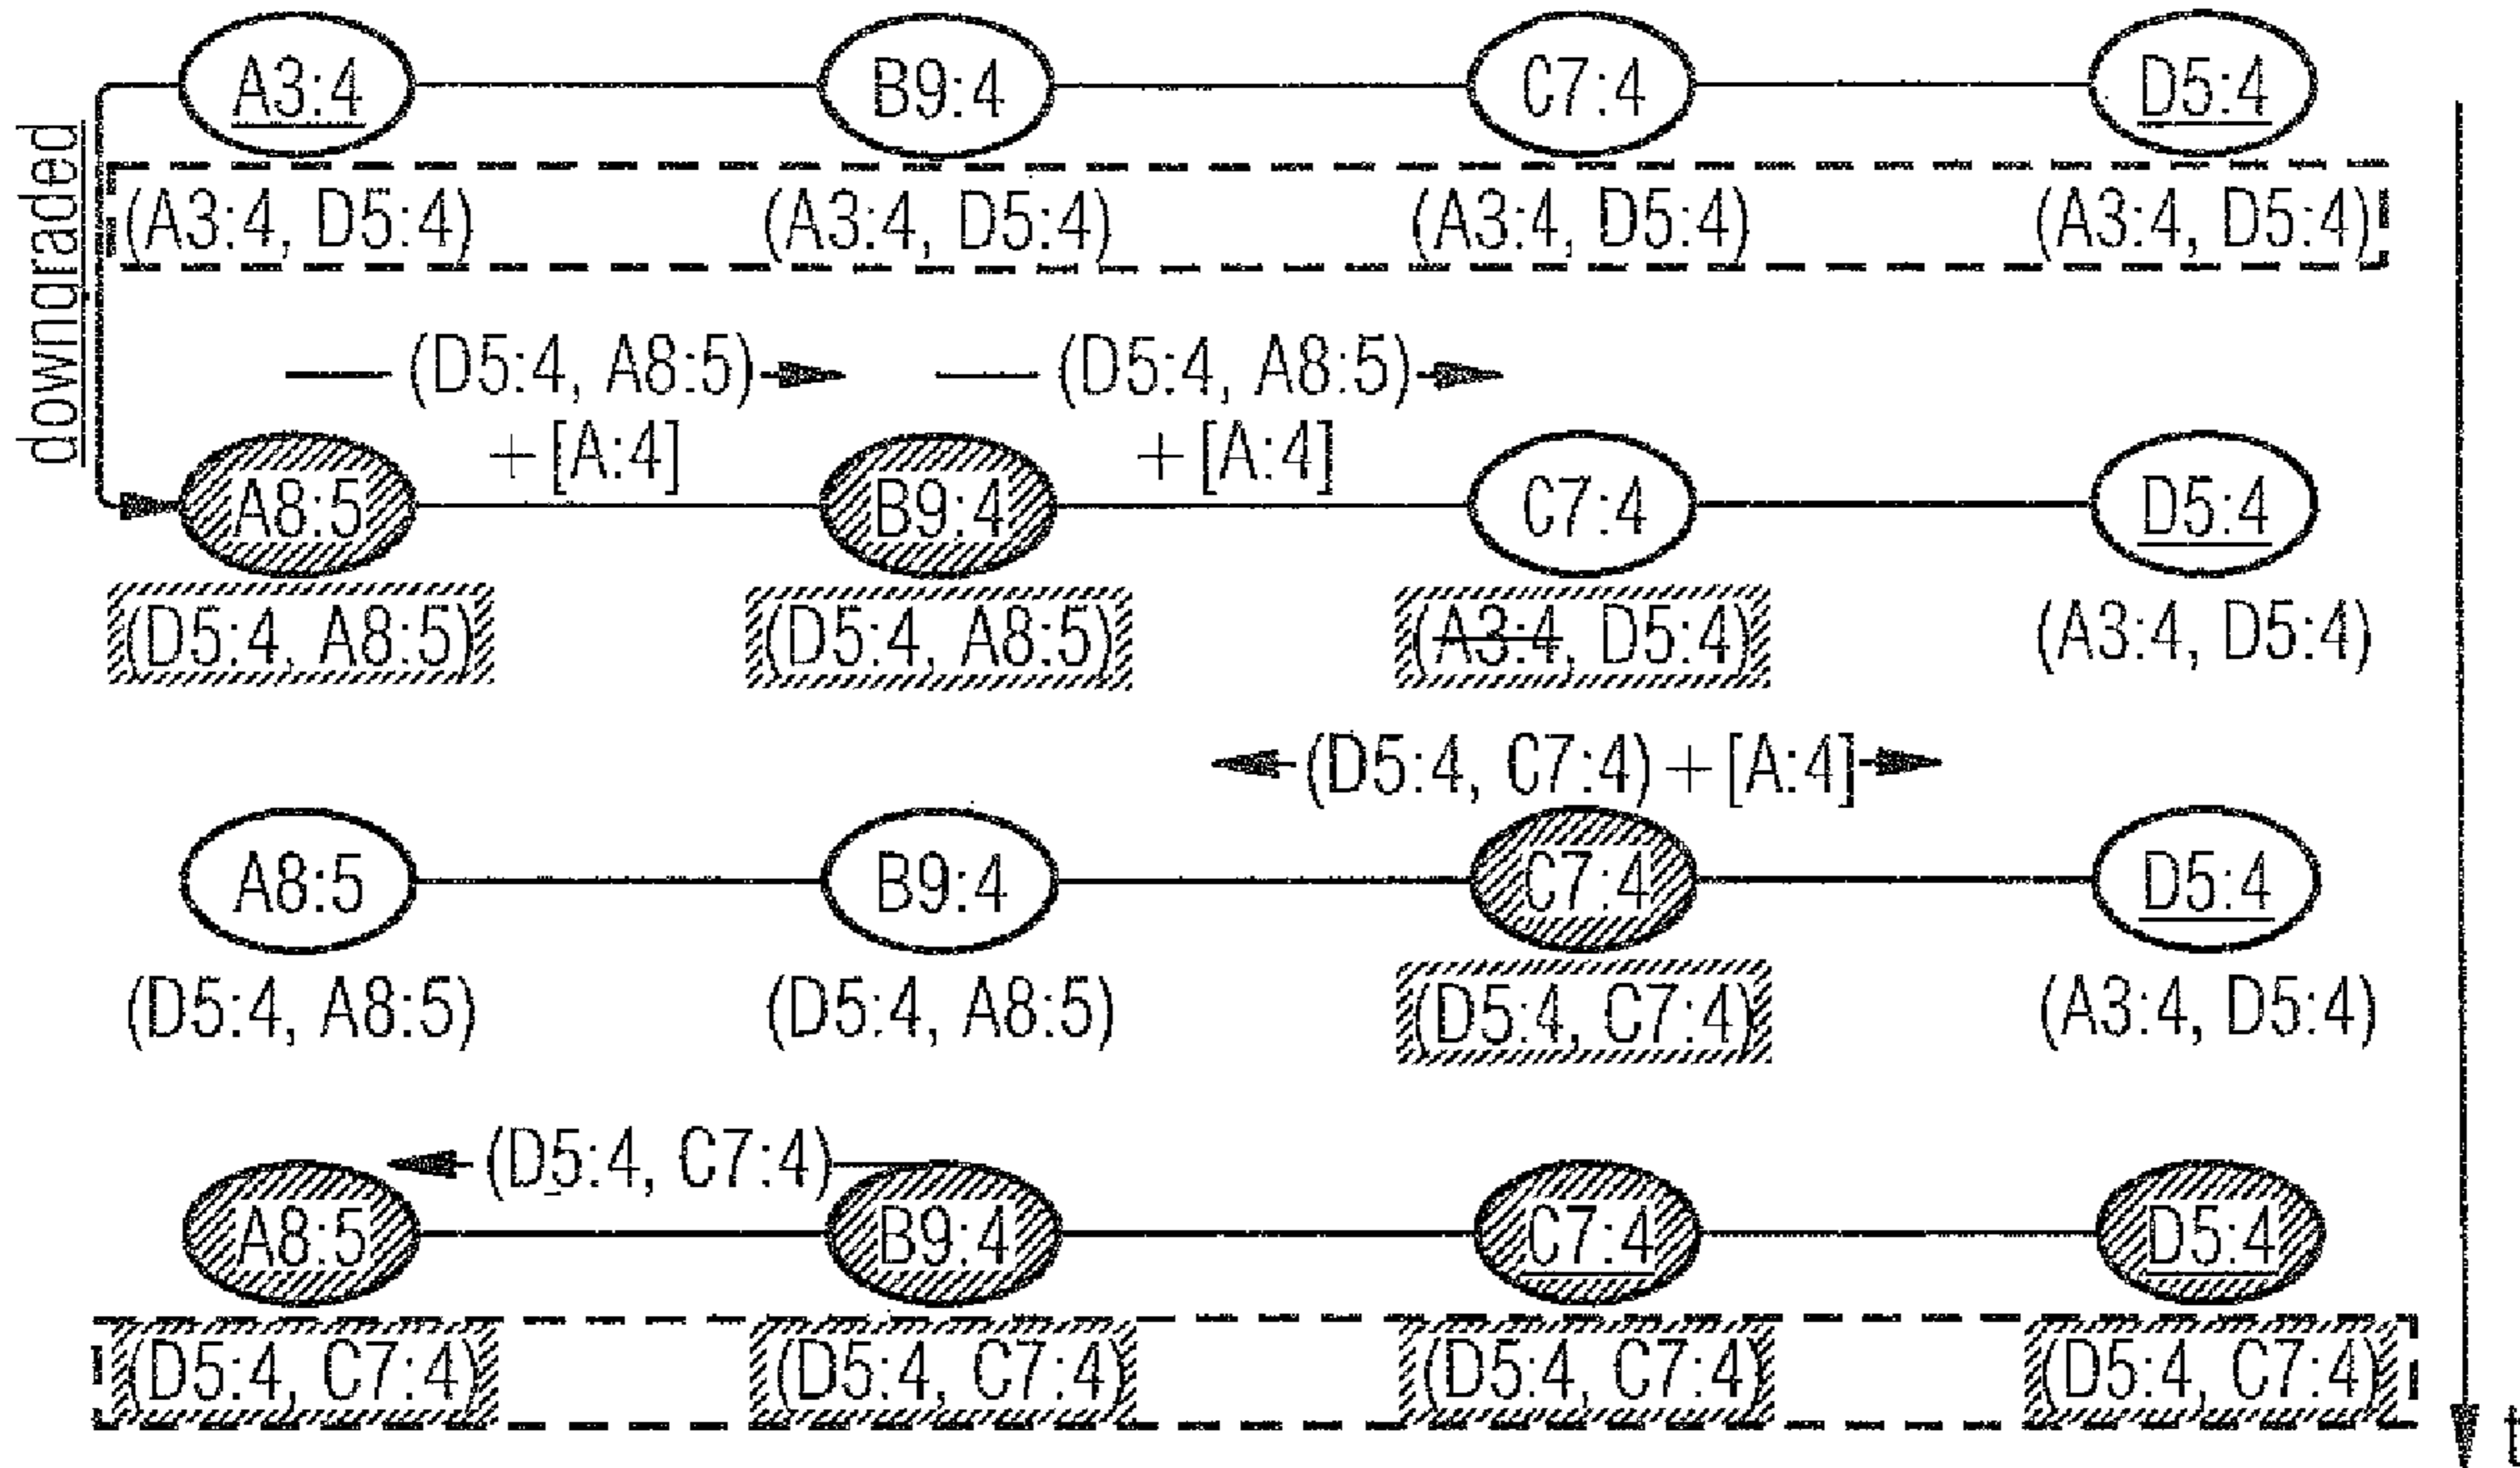 downgraded
A3:4 B9:4 C7:4 D5:4
(A3:4, D5:4) (A3:4, D5:4) (A3:4, D5:4) (A3:4, D5:4)
(D5:4, A8:5) (D5:4, A8:5)
+[A:4] +[A:4]
A8:5 B9:4 C7:4 D5:4
(D5:4, A8:5) (D5:4, A8:5) (A3:4, D5:4) (A3:4, D5:4)
(D5:4, C7:4)+[A:4]
A8:5 B9:4 C7:4 D5:4
(D5:4, A8:5) (D5:4, A8:5) (D5:4, C7:4) (A3:4, D5:4)
(D5:4, C7:4)
A8:5 B9:4 C7:4 D5:4
(D5:4, C7:4) (D5:4, C7:4) (D5:4, C7:4) (D5:4, C7:4)
t